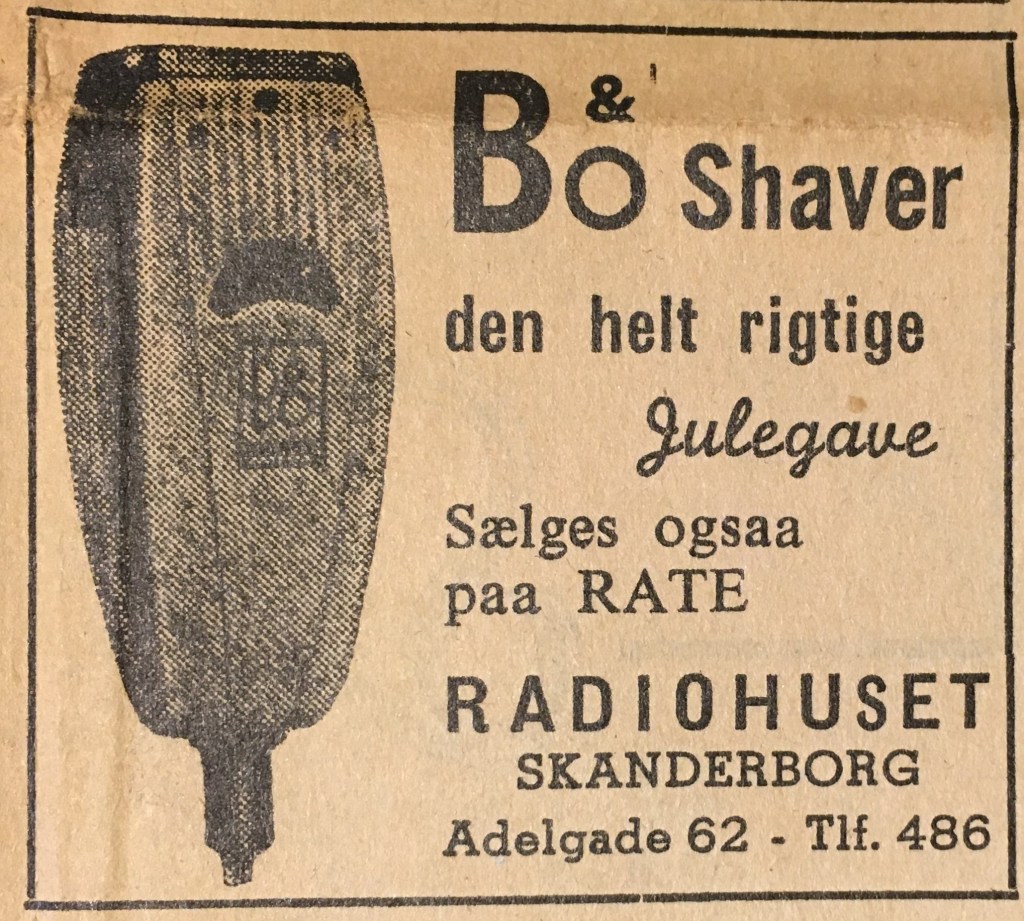 B&O Shaver
den helt rigtige
Julegave
Sælges ogsaa
paa RATE
RADIOHUSET
SKANDERBORG
Adelgade 62 - Tlf. 486